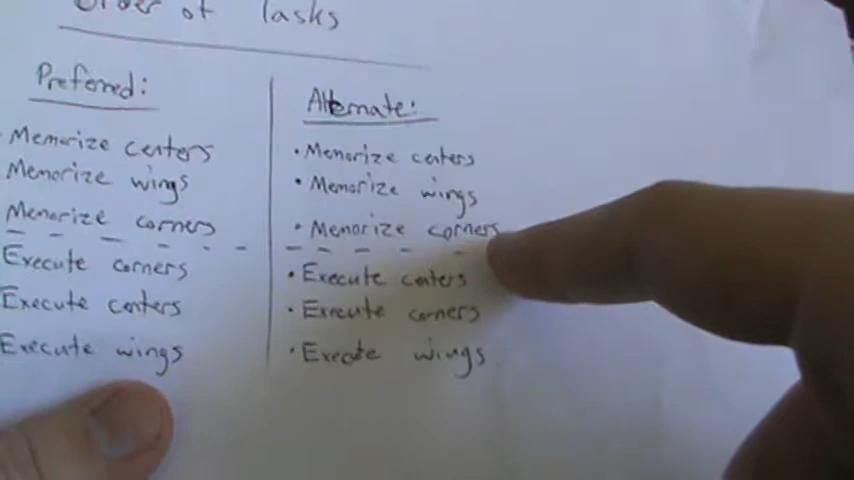 Order of Tasks
Preferred:
Memorize centers
Memorize wings
Memorize corners
Execute corners
Execute centers
Execute wings
Alternate:
• Memorize centers
• Memorize wings
• Memorize corners
• Execute centers
• Execute corners
• Execute wings